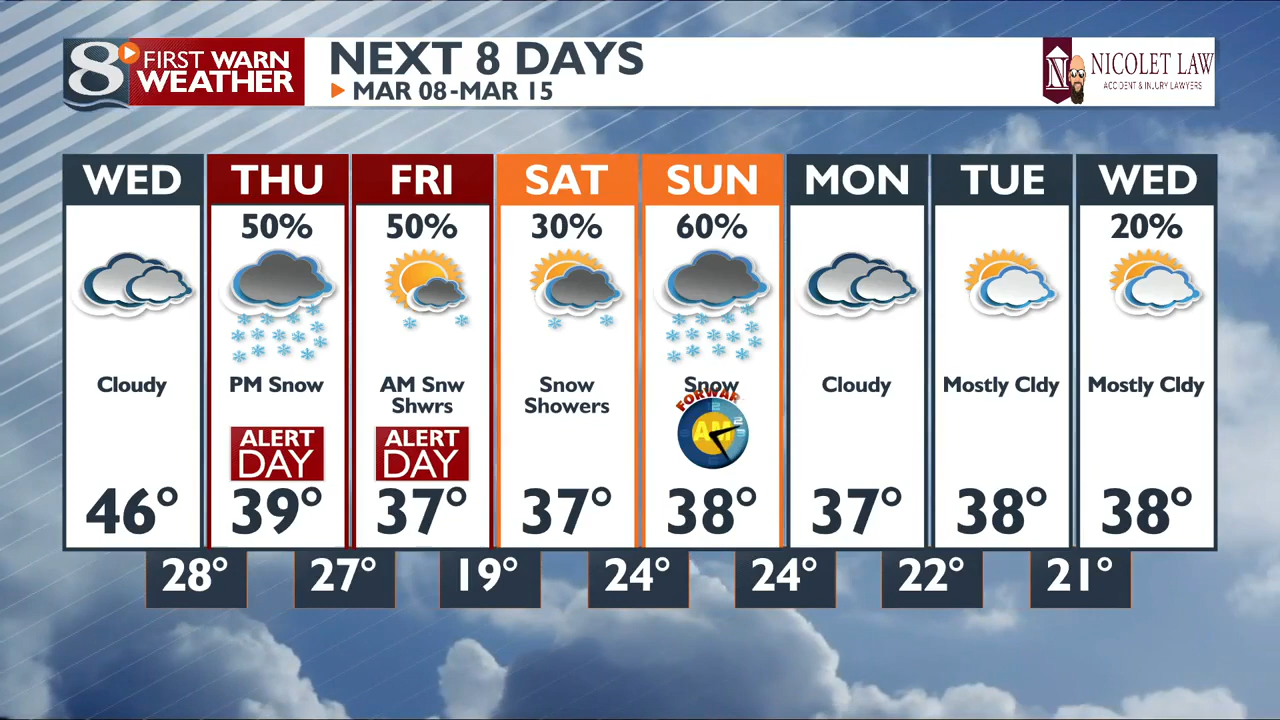 8 FIRST WARN WEATHER
NEXT 8 DAYS
MAR 08-MAR 15
N NICOLET LAW
ACCIDENT & INJURY LAWYERS
WED THU FRI SAT SUN MON TUE WED
50% 50% 30% 60% 20%
Cloudy PM Snow AM Snw Shwrs Snow Showers Snow Cloudy Mostly Cldy Mostly Cldy
FORWAR
AM
ALERT DAY ALERT DAY
46° 39° 37° 37° 38° 37° 38° 38°
28° 27° 19° 24° 24° 22° 21°